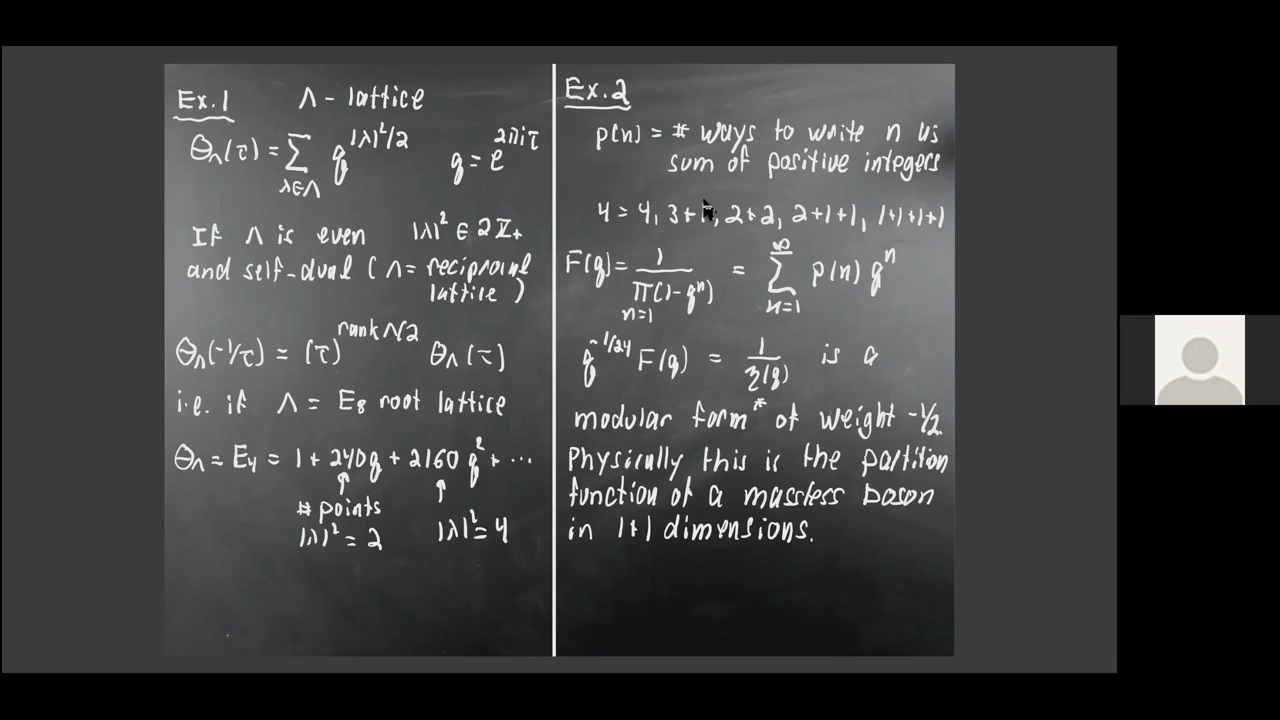 Ex.1 Λ - lattice
Θ_Λ(τ) = Σ_{λ∈Λ} q^{|λ|²/2} q = e^{2πiτ}
If Λ is even |λ|² ∈ 2ℤ₊
and self-dual (Λ = reciprocal
lattice)
Θ_Λ(-1/τ) = (τ)^{rank Λ/2} Θ_Λ(τ)
i.e. if Λ = E₈ root lattice
Θ_Λ = E₄ = 1 + 240q + 2160 q² + ...
↑ ↑
# points
|λ|² = 2 |λ|² = 4
Ex.2
p(n) = # ways to write n as
sum of positive integers
4 = 4, 3+1, 2+2, 2+1+1, 1+1+1+1
F(q) = 1/Π_{n=1}(1-qⁿ) = Σ_{n=1}^{∞} p(n) qⁿ
q^{-1/24} F(q) = 1/η(q) is a
modular form* of weight -1/2.
Physically this is the partition
function of a massless boson
in 1+1 dimensions.